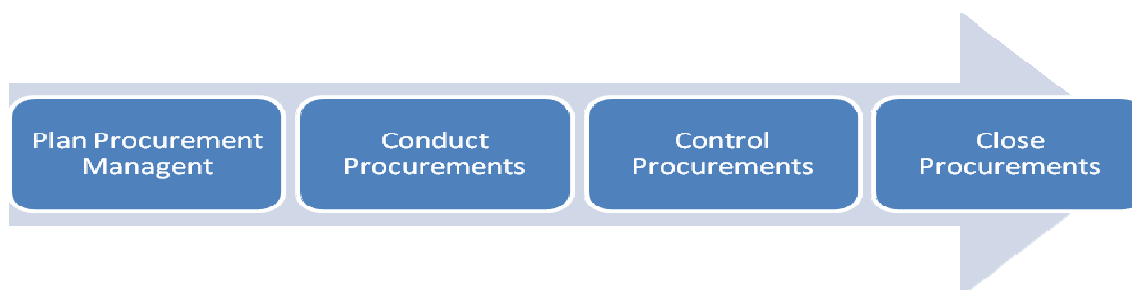 Plan Procurement
Managent
Conduct
Procurements
Control
Procurements
Close
Procurements